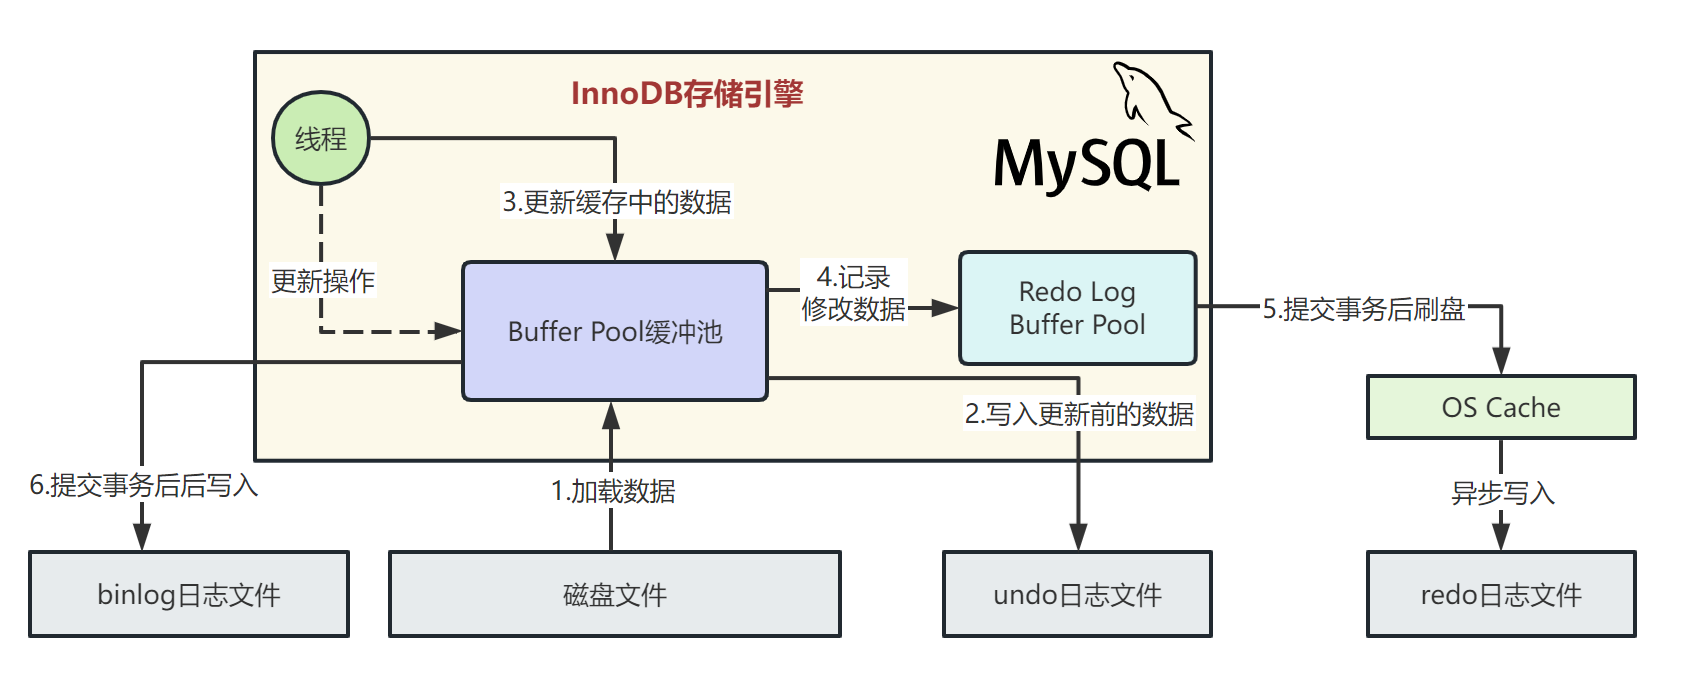 InnoDB存储引擎
MySQL
线程
3.更新缓存中的数据
更新操作
4.记录
修改数据
Redo Log
Buffer Pool
5.提交事务后刷盘
Buffer Pool缓冲池
OS Cache
2.写入更新前的数据
6.提交事务后后写入
1.加载数据
异步写入
binlog日志文件
磁盘文件
undo日志文件
redo日志文件